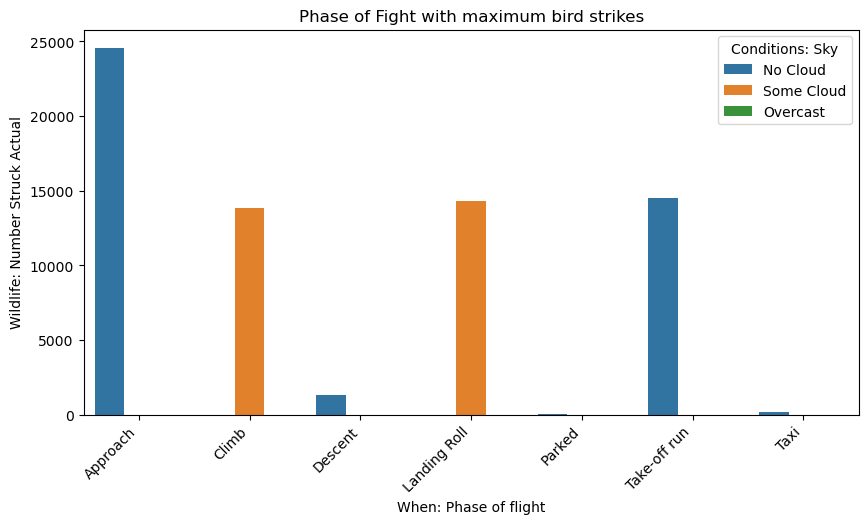 Phase of Fight with maximum bird strikes
Conditions: Sky
No Cloud
Some Cloud
Overcast
Wildlife: Number Struck Actual
25000
20000
15000
10000
5000
0
Approach
Climb
Descent
Landing Roll
Parked
Take-off run
Taxi
When: Phase of flight